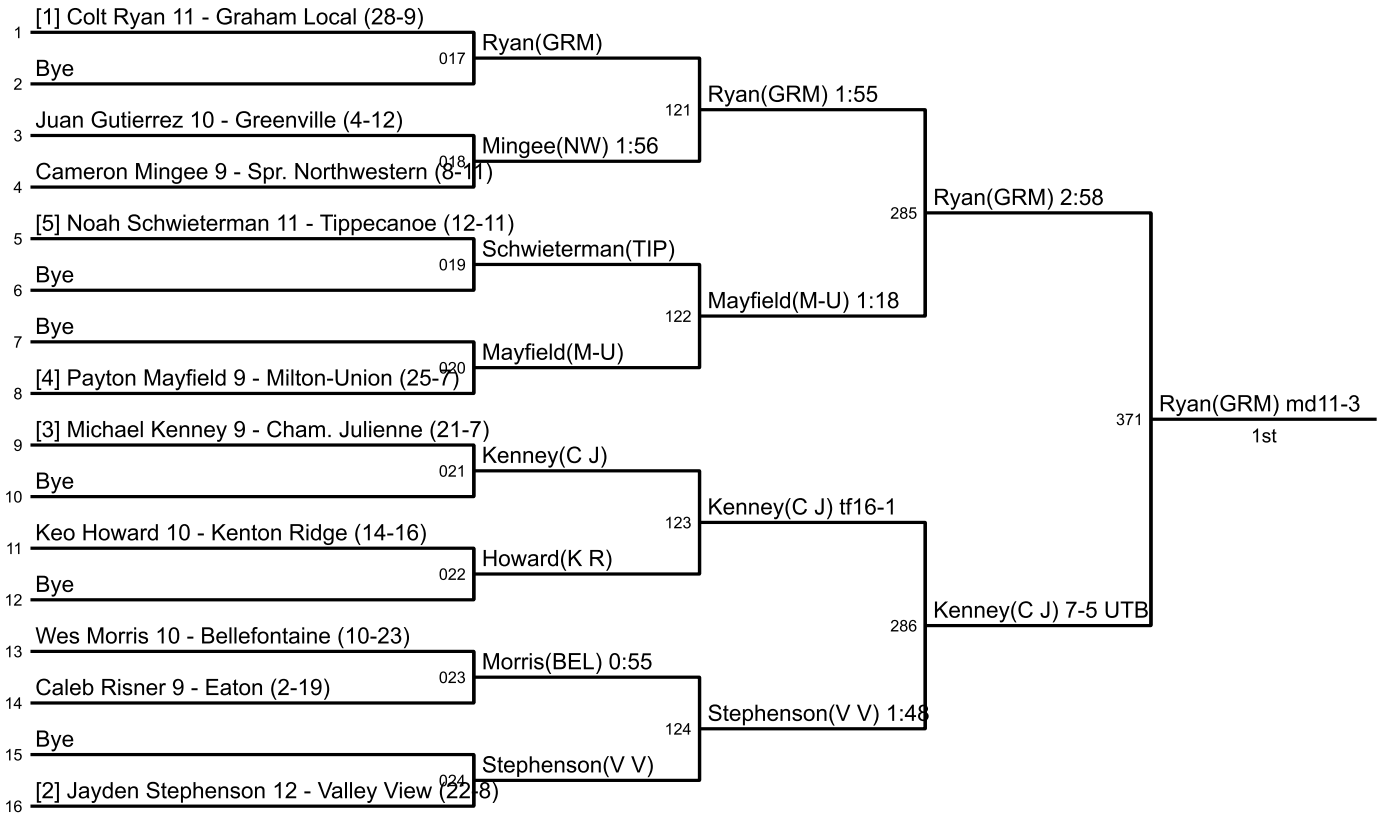 [1] Colt Ryan 11 - Graham Local (28-9)
1
Bye
2
Juan Gutierrez 10 - Greenville (4-12)
3
Cameron Mingee 9 - Spr. Northwestern (8-11)
4
[5] Noah Schwieterman 11 - Tippecanoe (12-11)
5
Bye
6
Bye
7
[4] Payton Mayfield 9 - Milton-Union (25-7)
8
[3] Michael Kenney 9 - Cham. Julienne (21-7)
9
Bye
10
Keo Howard 10 - Kenton Ridge (14-16)
11
Bye
12
Wes Morris 10 - Bellefontaine (10-23)
13
Caleb Risner 9 - Eaton (2-19)
14
Bye
15
[2] Jayden Stephenson 12 - Valley View (22-8)
16
Ryan(GRM)
017
Mingee(NW) 1:56
018
Schwieterman(TIP)
019
Mayfield(M-U)
020
Kenney(C J)
021
Howard(K R)
022
Morris(BEL) 0:55
023
Stephenson(V V)
024
Ryan(GRM) 1:55
121
Mayfield(M-U) 1:18
122
Kenney(C J) tf16-1
123
Stephenson(V V) 1:48
124
Ryan(GRM) 2:58
285
Kenney(C J) 7-5 UTB
286
Ryan(GRM) md11-3
371
1st